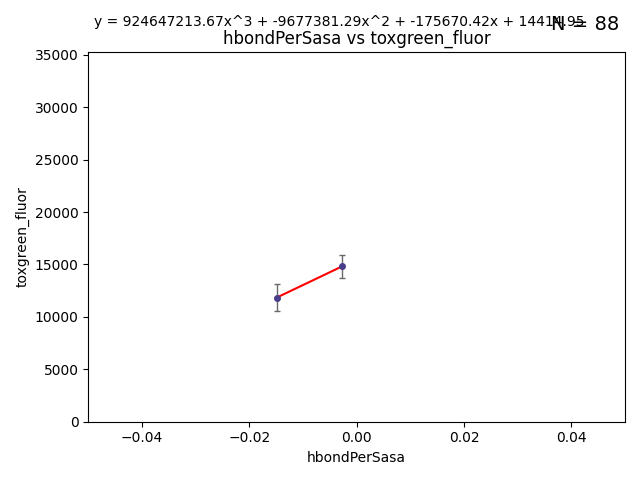 y = 924647213.67x^3 + -9677381.29x^2 + -175670.42x + 14414.95
N = 88
hbondPerSasa vs toxgreen_fluor
35000
30000
25000
20000
15000
10000
5000
0
toxgreen_fluor
−0.04
−0.02
0.00
0.02
0.04
hbondPerSasa